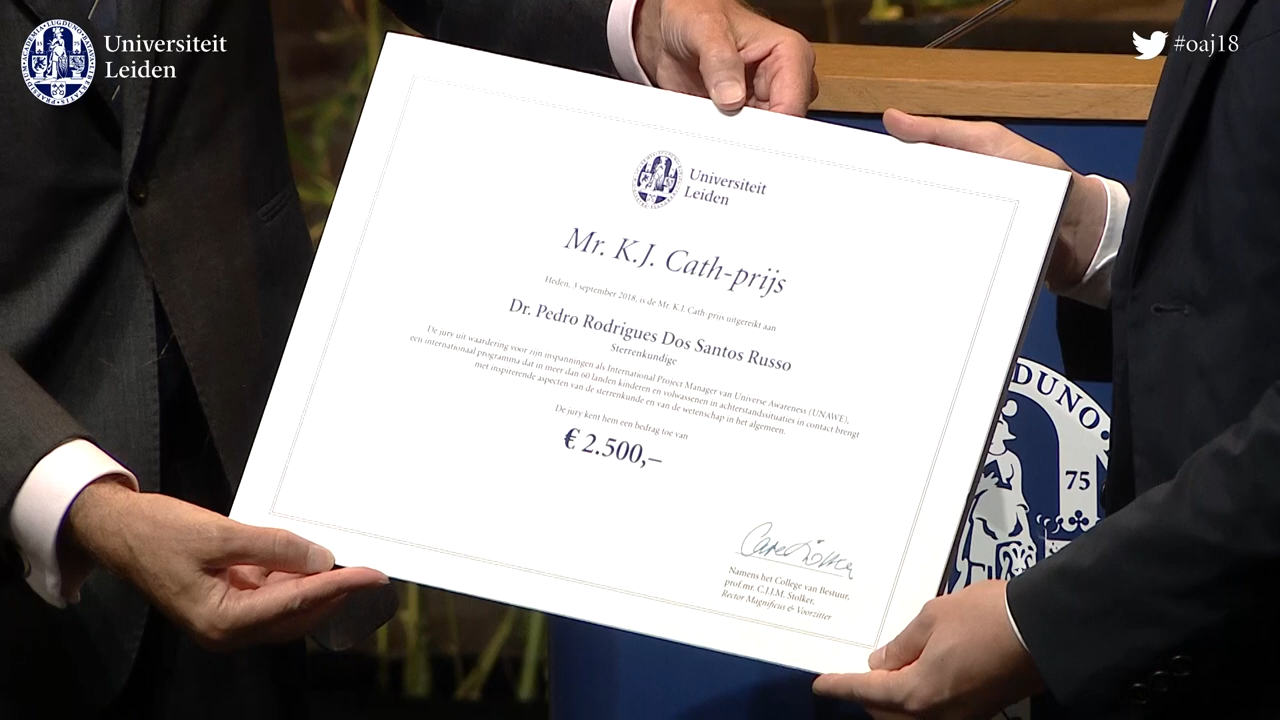 Universiteit
Leiden
#oaj18
Universiteit
Leiden
Mr. K.J. Cath-prijs
Heden, 3 september 2018, is de Mr. K.J. Cath-prijs uitgereikt aan
Dr. Pedro Rodrigues Dos Santos Russo
Sterrenkundige
De jury uit waardering voor zijn inspanningen als International Project Manager van Universe Awareness (UNAWE),
een internationaal programma dat in meer dan 60 landen kinderen en volwassenen in achterstandssituaties in contact brengt
met inspirerende aspecten van de sterrenkunde en van de wetenschap in het algemeen.
De jury kent hem een bedrag toe van
€ 2.500,–
Namens het College van Bestuur,
prof.mr. C.J.J.M. Stolker,
Rector Magnificus & Voorzitter
DUNO
75